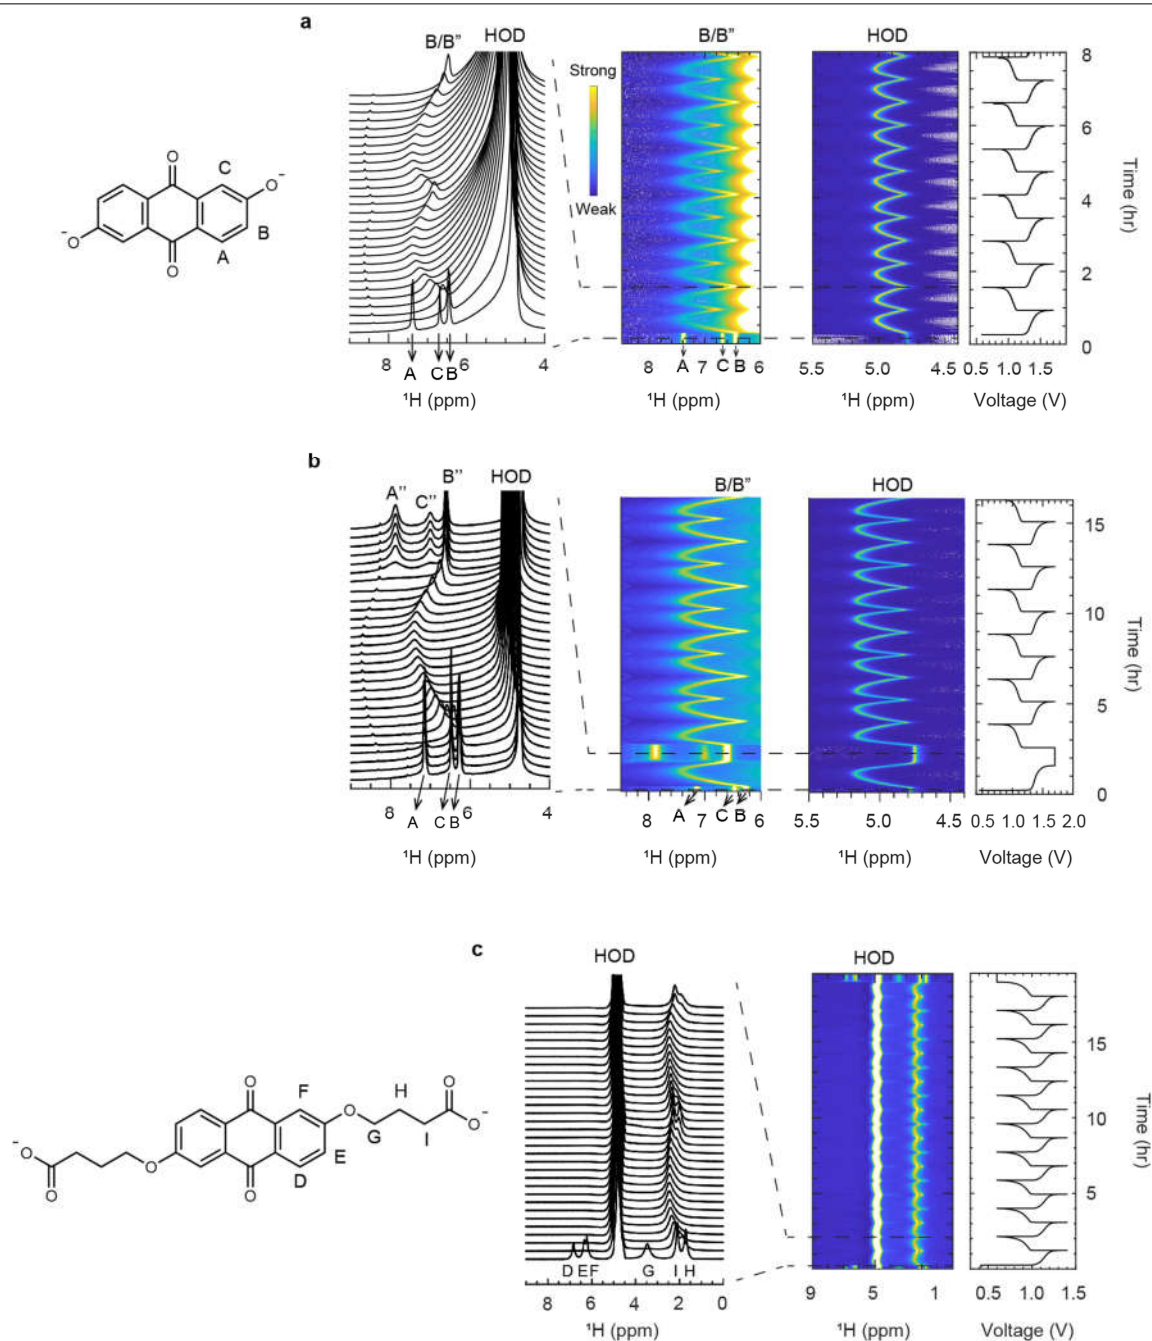 a
B/B”
HOD
B/B”
HOD
Strong
Weak
O
C
O⁻
⁻O
B
A
O
8
6
4
A
C
B
¹H (ppm)
8
7
6
A
C
B
¹H (ppm)
5.5
5.0
4.5
¹H (ppm)
0.5
1.0
1.5
Voltage (V)
8
6
4
2
0
Time (hr)
b
A’’
C’’
B’’
HOD
B/B”
HOD
8
6
4
A
C
B
¹H (ppm)
8
7
6
A
C
B
¹H (ppm)
5.5
5.0
4.5
¹H (ppm)
0.5
1.0
1.5
2.0
Voltage (V)
15
10
5
0
Time (hr)
c
HOD
HOD
O
F
H
O
O
O⁻
G
I
E
D
⁻O
O
O
O
D
E
F
G
I
H
8
6
4
2
0
¹H (ppm)
9
5
1
¹H (ppm)
0.5
1.0
1.5
Voltage (V)
15
10
5
Time (hr)